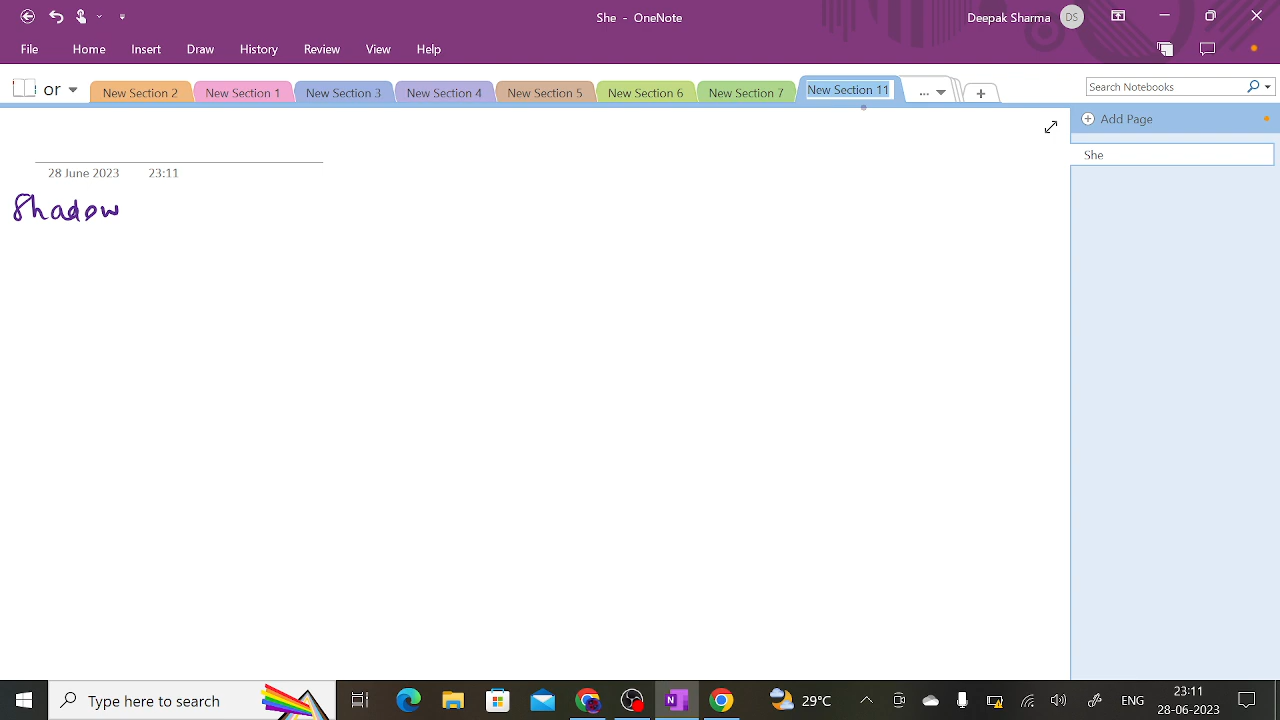 She - OneNote
Deepak Sharma DS
File Home Insert Draw History Review View Help
or New Section 2 New Section 1 New Section 3 New Section 4 New Section 5 New Section 6 New Section 7 New Section 11 ... + Search Notebooks
Add Page
She
28 June 2023 23:11
Shadow
Type here to search 29°C ENG 23:11
28-06-2023